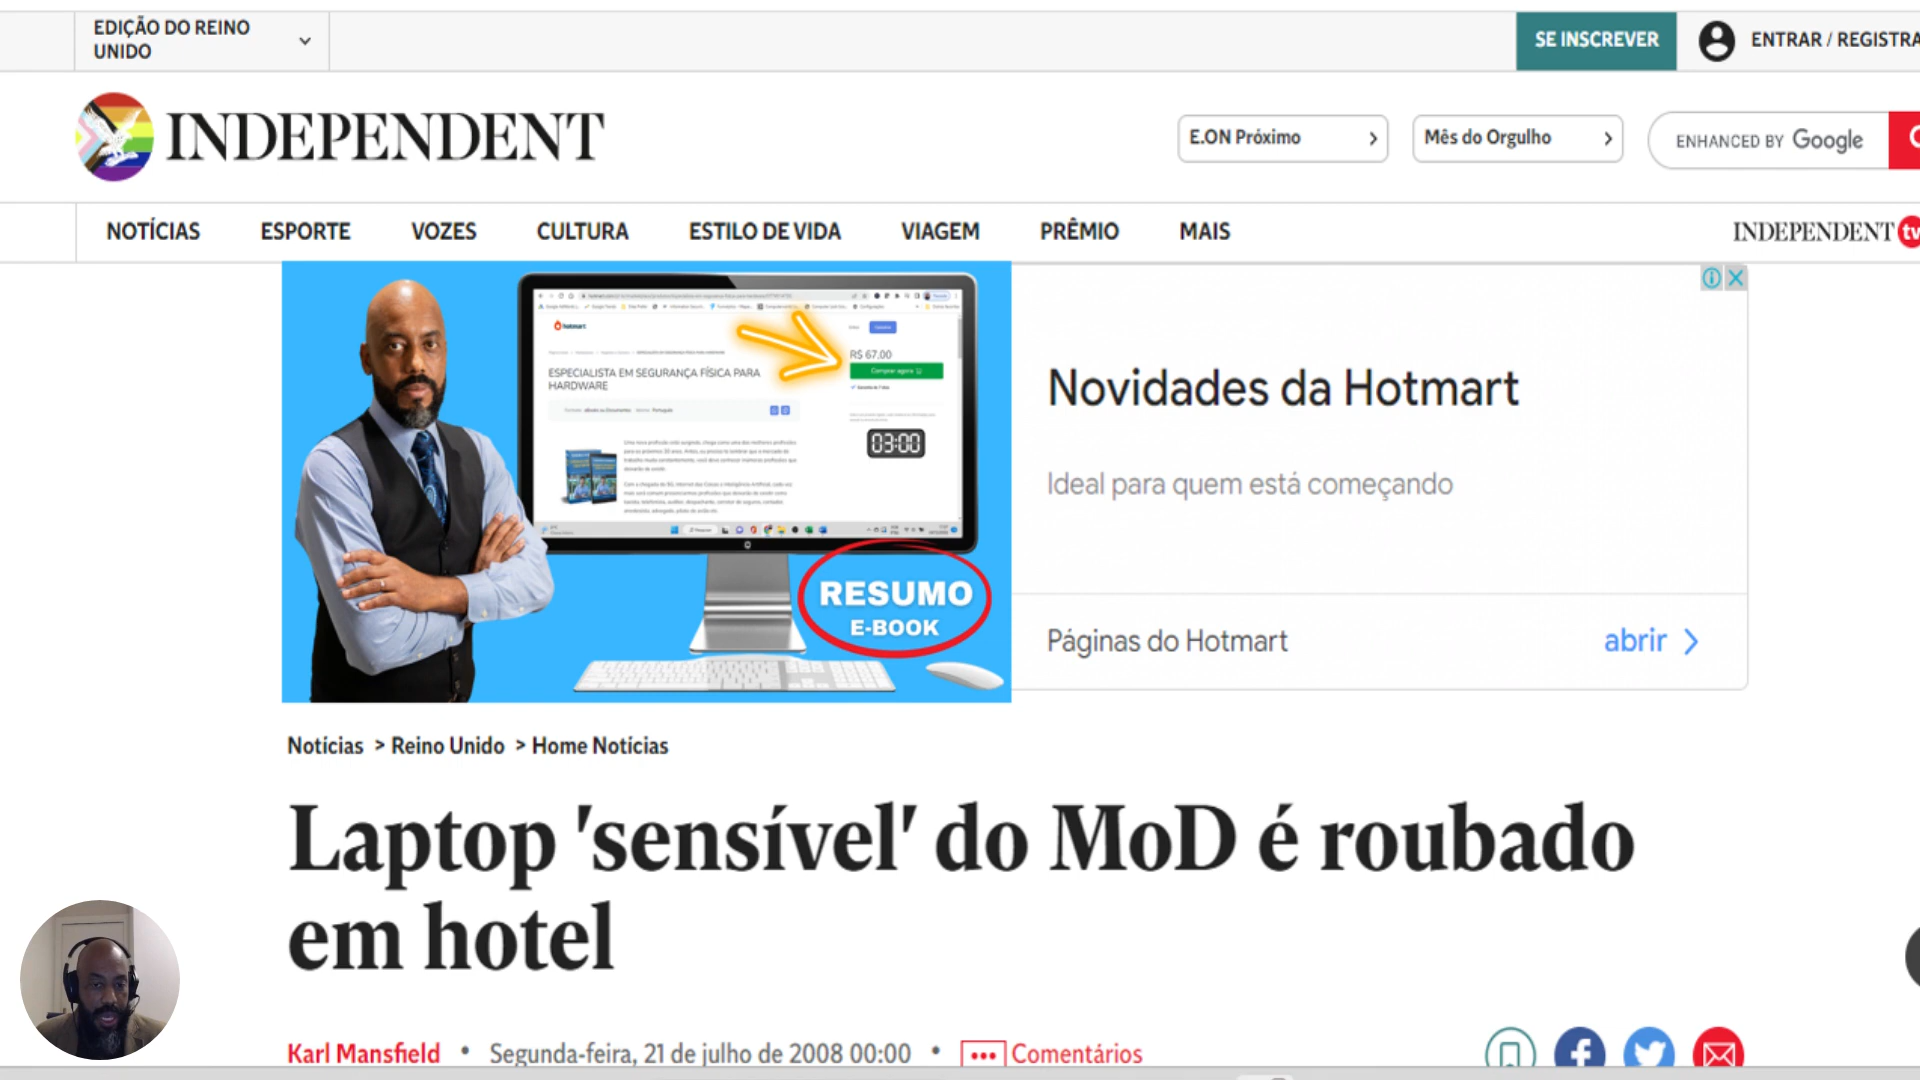 EDIÇÃO DO REINO
UNIDO
SE INSCREVER
ENTRAR / REGISTRA
INDEPENDENT
E.ON Próximo
Mês do Orgulho
ENHANCED BY Google
NOTÍCIAS ESPORTE VOZES CULTURA ESTILO DE VIDA VIAGEM PRÊMIO MAIS
INDEPENDENT tv
hotmart
R$ 67,00
Comprar agora
ESPECIALISTA EM SEGURANÇA FÍSICA PARA
HARDWARE
03:00
RESUMO
E-BOOK
Novidades da Hotmart
Ideal para quem está começando
Páginas do Hotmart
abrir
Notícias > Reino Unido > Home Notícias
Laptop 'sensível' do MoD é roubado
em hotel
Karl Mansfield • Segunda-feira, 21 de julho de 2008 00:00 • Comentários